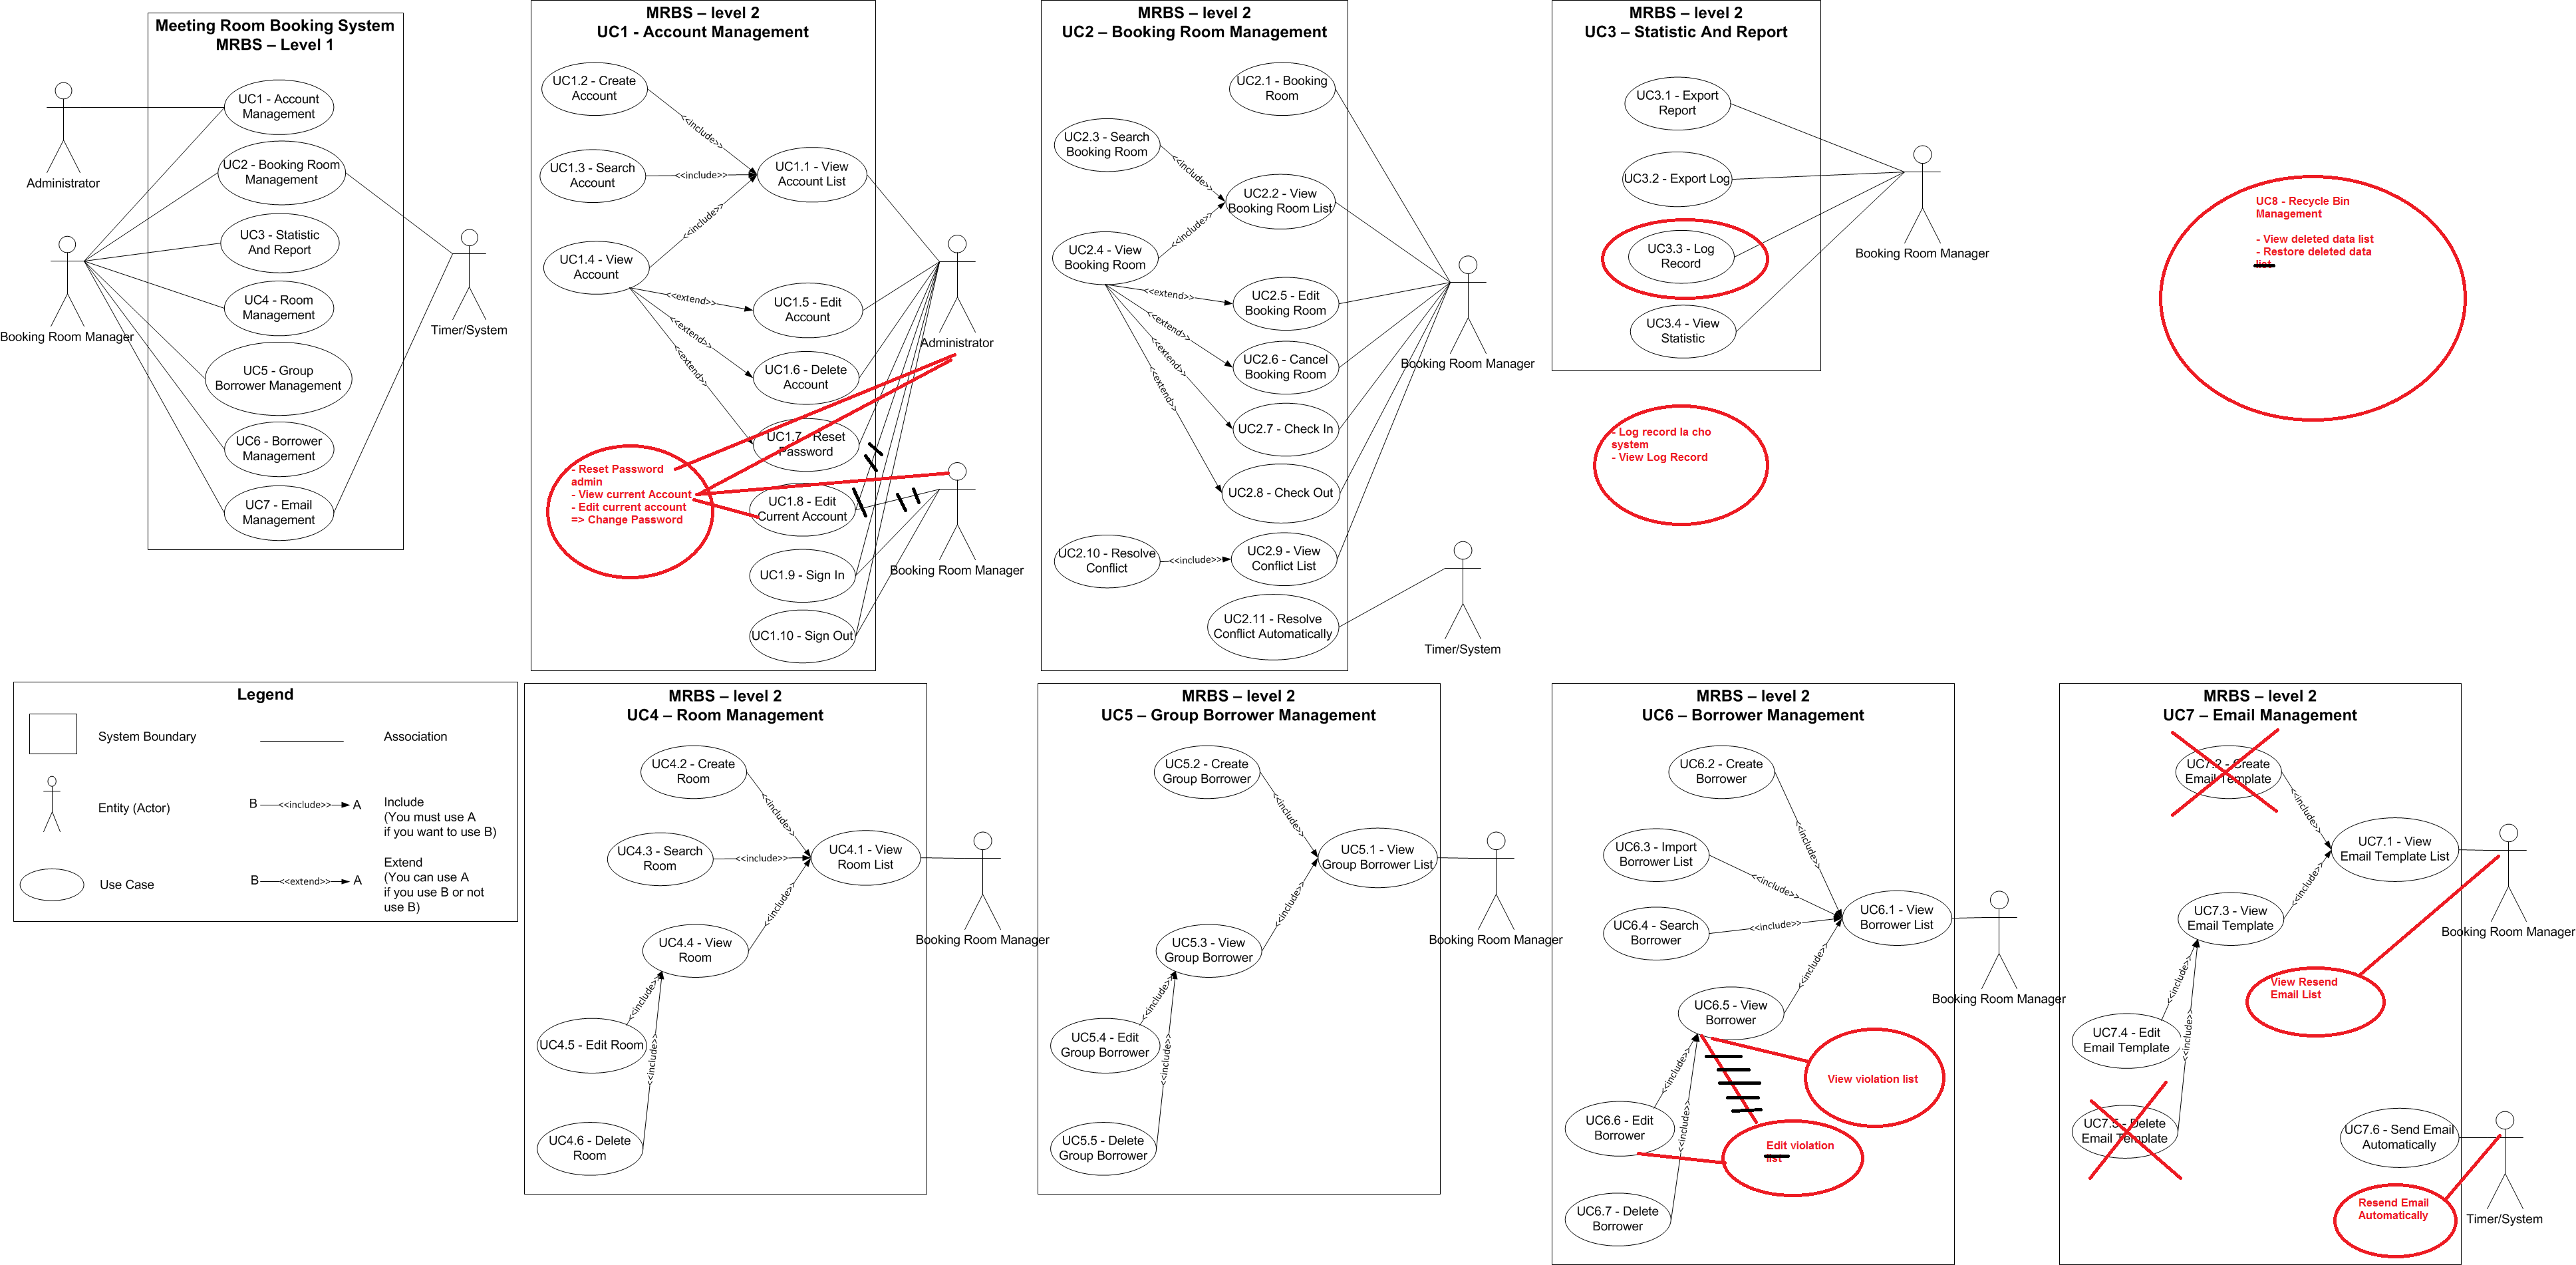 Meeting Room Booking System
MRBS – Level 1
UC1 - Account
Management
UC2 - Booking Room
Management
UC3 - Statistic
And Report
UC4 - Room
Management
UC5 - Group
Borrower Management
UC6 - Borrower
Management
UC7 - Email
Management
Administrator
Booking Room Manager
Timer/System
MRBS – level 2
UC1 - Account Management
UC1.2 - Create
Account
UC1.3 - Search
Account
UC1.4 - View
Account
UC1.1 - View
Account List
UC1.5 - Edit
Account
UC1.6 - Delete
Account
UC1.7 - Reset
Password
UC1.8 - Edit
Current Account
UC1.9 - Sign In
UC1.10 - Sign Out
<<include>>
<<include>>
<<include>>
<<extend>>
<<extend>>
<<extend>>
Administrator
Booking Room Manager
- Reset Password
admin
- View current Account
- Edit current account
=> Change Password
MRBS – level 2
UC2 – Booking Room Management
UC2.1 - Booking
Room
UC2.3 - Search
Booking Room
UC2.2 - View
Booking Room List
UC2.4 - View
Booking Room
UC2.5 - Edit
Booking Room
UC2.6 - Cancel
Booking Room
UC2.7 - Check In
UC2.8 - Check Out
UC2.10 - Resolve
Conflict
UC2.9 - View
Conflict List
UC2.11 - Resolve
Conflict Automatically
<<include>>
<<include>>
<<extend>>
<<extend>>
<<extend>>
<<extend>>
<<include>>
Booking Room Manager
Timer/System
MRBS – level 2
UC3 – Statistic And Report
UC3.1 - Export
Report
UC3.2 - Export Log
UC3.3 - Log
Record
UC3.4 - View
Statistic
Booking Room Manager
- Log record la cho
system
- View Log Record
UC8 - Recycle Bin
Management
- View deleted data list
- Restore deleted data
list
Legend
System Boundary
Association
Entity (Actor)
B <<include>> A
Include
(You must use A
if you want to use B)
Use Case
B <<extend>> A
Extend
(You can use A
if you use B or not
use B)
MRBS – level 2
UC4 – Room Management
UC4.2 - Create
Room
UC4.3 - Search
Room
UC4.1 - View
Room List
UC4.4 - View
Room
UC4.5 - Edit Room
UC4.6 - Delete
Room
<<include>>
<<include>>
<<include>>
<<include>>
<<include>>
Booking Room Manager
MRBS – level 2
UC5 – Group Borrower Management
UC5.2 - Create
Group Borrower
UC5.1 - View
Group Borrower List
UC5.3 - View
Group Borrower
UC5.4 - Edit
Group Borrower
UC5.5 - Delete
Group Borrower
<<include>>
<<include>>
<<include>>
<<include>>
Booking Room Manager
MRBS – level 2
UC6 – Borrower Management
UC6.2 - Create
Borrower
UC6.3 - Import
Borrower List
UC6.4 - Search
Borrower
UC6.1 - View
Borrower List
UC6.5 - View
Borrower
UC6.6 - Edit
Borrower
UC6.7 - Delete
Borrower
<<include>>
<<include>>
<<include>>
<<include>>
<<include>>
<<include>>
View violation list
Edit violation
list
Booking Room Manager
MRBS – level 2
UC7 – Email Management
UC7.2 - Create
Email Template
UC7.1 - View
Email Template List
UC7.3 - View
Email Template
UC7.4 - Edit
Email Template
UC7.5 - Delete
Email Template
UC7.6 - Send Email
Automatically
<<include>>
<<include>>
<<include>>
<<include>>
View Resend
Email List
Resend Email
Automatically
Booking Room Manager
Timer/System